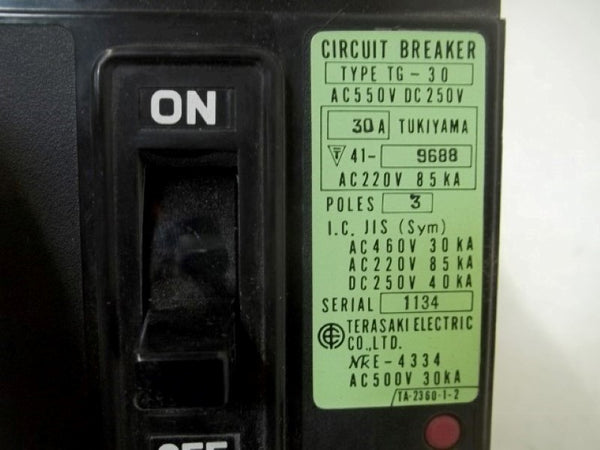 ON
OFF
CIRCUIT BREAKER
TYPE TG-30
AC550V DC250V
30A TUKIYAMA
T 41- 9688
AC220V 85KA
POLES 3
I.C. JIS (Sym)
AC460V 30KA
AC220V 85KA
DC250V 40KA
SERIAL 1134
TERASAKI ELECTRIC
CO.,LTD.
NKE-4334
AC500V 30KA
TA-2360-1-2